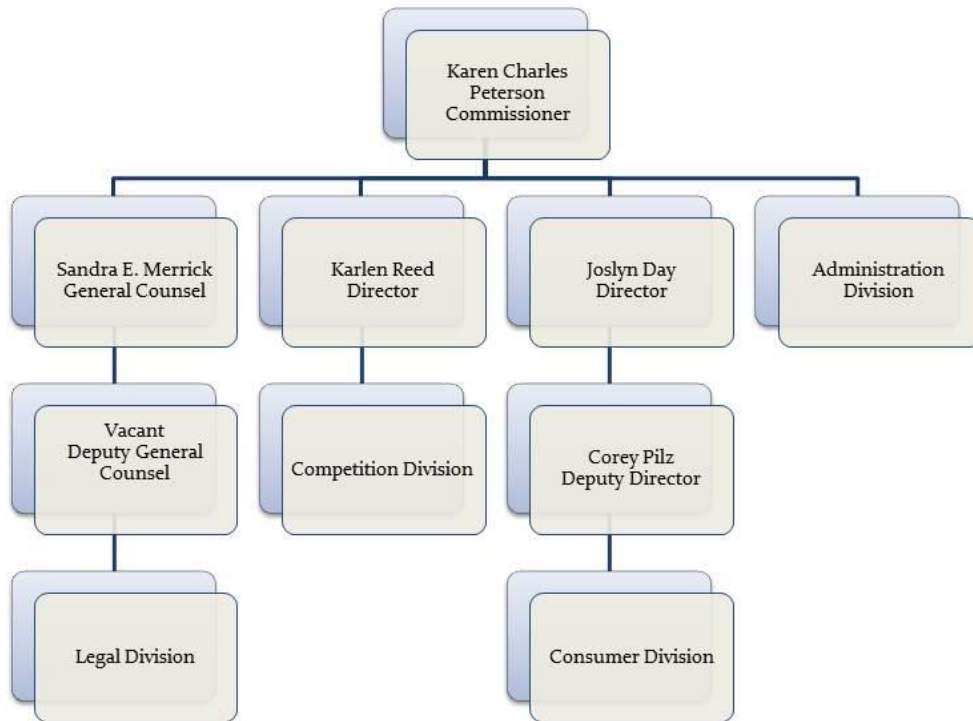 Karen Charles
Peterson
Commissioner
Sandra E. Merrick
General Counsel
Karlen Reed
Director
Joslyn Day
Director
Administration
Division
Vacant
Deputy General
Counsel
Competition Division
Corey Pilz
Deputy Director
Legal Division
Consumer Division